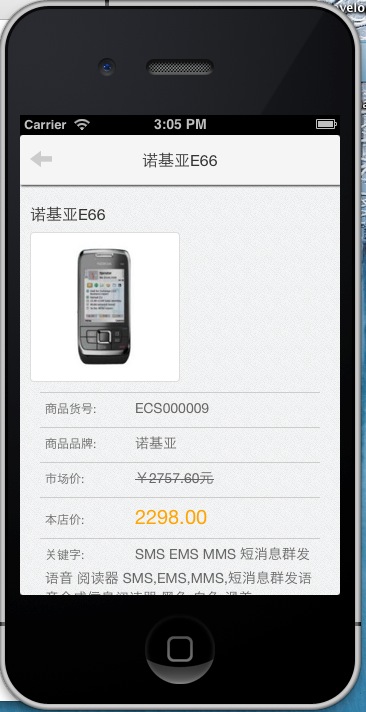 velo
Carrier 3:05 PM
诺基亚E66
诺基亚E66
商品货号: ECS000009
商品品牌: 诺基亚
市场价: ￥2757.60元
本店价: 2298.00
关键字: SMS EMS MMS 短消息群发
语音 阅读器 SMS,EMS,MMS,短消息群发语